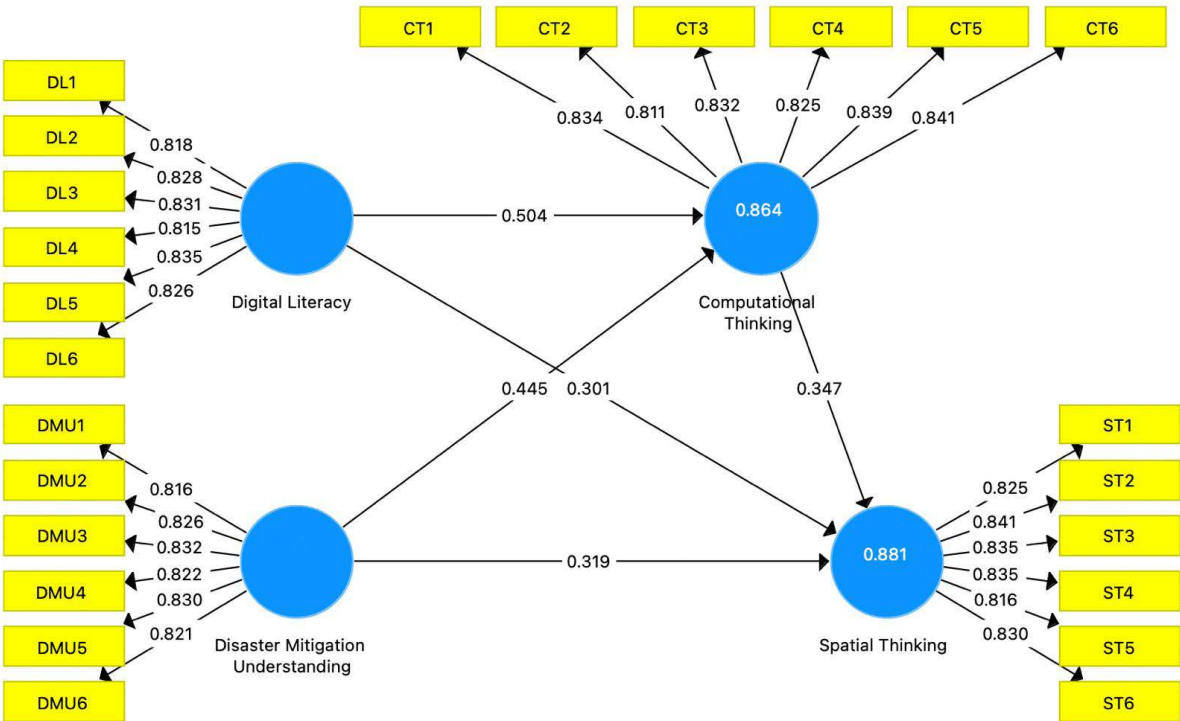 CT1
CT2
CT3
CT4
CT5
CT6
0.834
0.811
0.832
0.825
0.839
0.841
DL1
DL2
DL3
DL4
DL5
DL6
0.818
0.828
0.831
0.815
0.835
0.826
Digital Literacy
0.504
0.864
Computational
Thinking
0.445
0.301
0.347
DMU1
DMU2
DMU3
DMU4
DMU5
DMU6
0.816
0.826
0.832
0.822
0.830
0.821
Disaster Mitigation
Understanding
0.319
0.881
Spatial Thinking
0.825
0.841
0.835
0.835
0.816
0.830
ST1
ST2
ST3
ST4
ST5
ST6